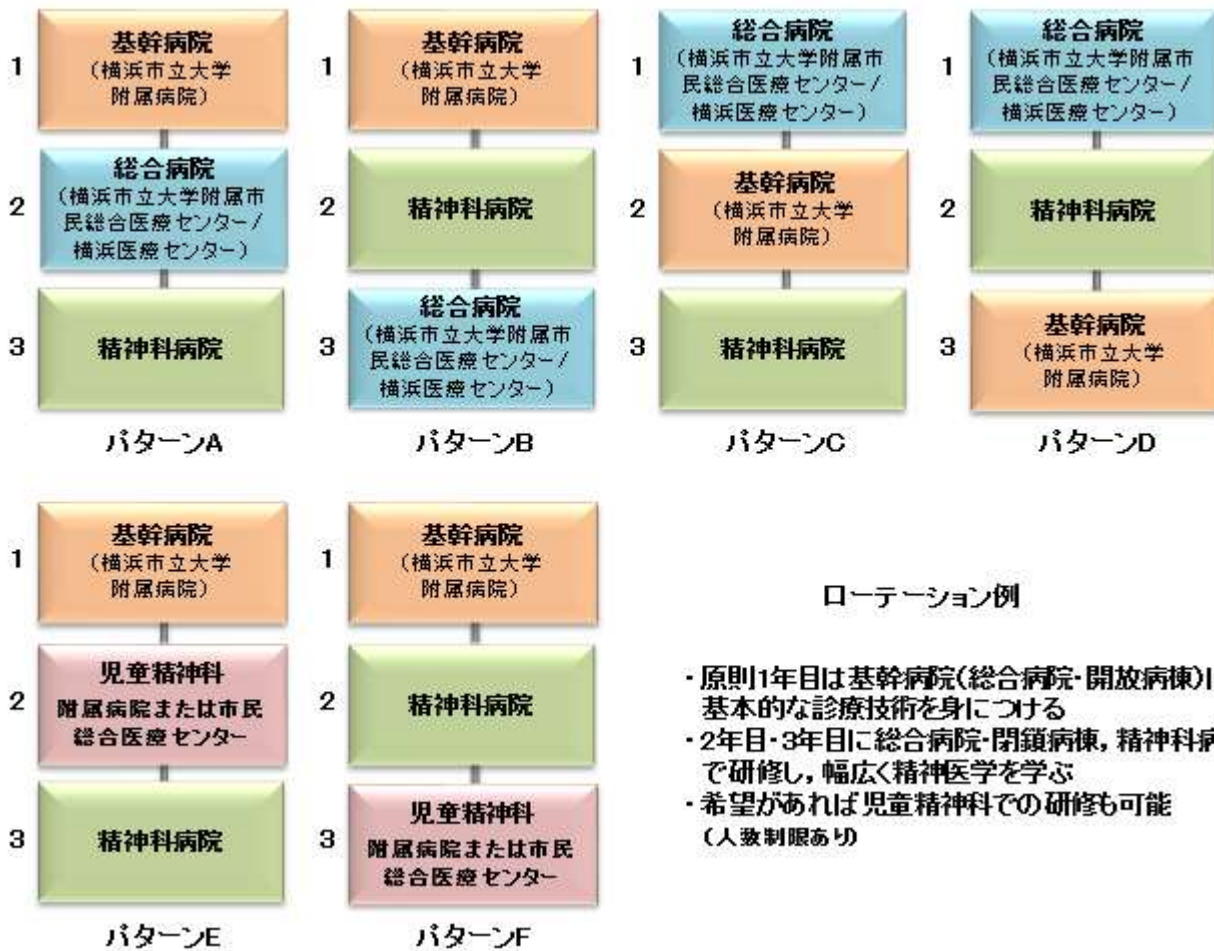 1
基幹病院
（横浜市立大学
附属病院）
2
総合病院
（横浜市立大学附属市
民総合医療センター/
横浜医療センター）
3
精神科病院
パターンA
1
基幹病院
（横浜市立大学
附属病院）
2
精神科病院
3
総合病院
（横浜市立大学附属市
民総合医療センター/
横浜医療センター）
パターンB
1
総合病院
（横浜市立大学附属市
民総合医療センター/
横浜医療センター）
2
基幹病院
（横浜市立大学
附属病院）
3
精神科病院
パターンC
1
総合病院
（横浜市立大学附属市
民総合医療センター/
横浜医療センター）
2
精神科病院
3
基幹病院
（横浜市立大学
附属病院）
パターンD
1
基幹病院
（横浜市立大学
附属病院）
2
児童精神科
附属病院または市民
総合医療センター
3
精神科病院
パターンE
1
基幹病院
（横浜市立大学
附属病院）
2
精神科病院
3
児童精神科
附属病院または市民
総合医療センター
パターンF
ローテーション例
・原則1年目は基幹病院(総合病院・開放病棟)
基本的な診療技術を身につける
・2年目・3年目に総合病院・閉鎖病棟，精神科病
で研修し，幅広く精神医学を学ぶ
・希望があれば児童精神科での研修も可能
（人数制限あり）